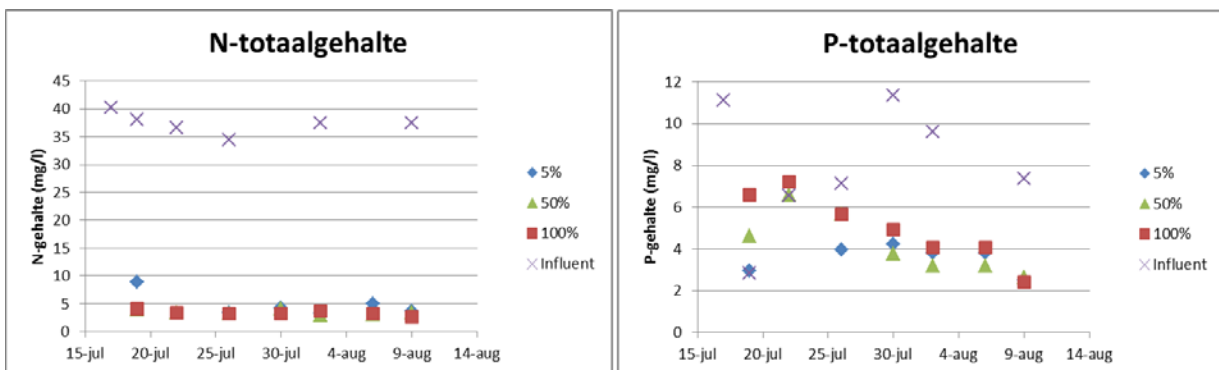 N-totaalgehalte
N-gehalte (mg/l)
45
40
35
30
25
20
15
10
5
0
15-jul 20-jul 25-jul 30-jul 4-aug 9-aug 14-aug
5%
50%
100%
Influent
P-totaalgehalte
P-gehalte (mg/l)
12
10
8
6
4
2
0
15-jul 20-jul 25-jul 30-jul 4-aug 9-aug 14-aug
5%
50%
100%
Influent